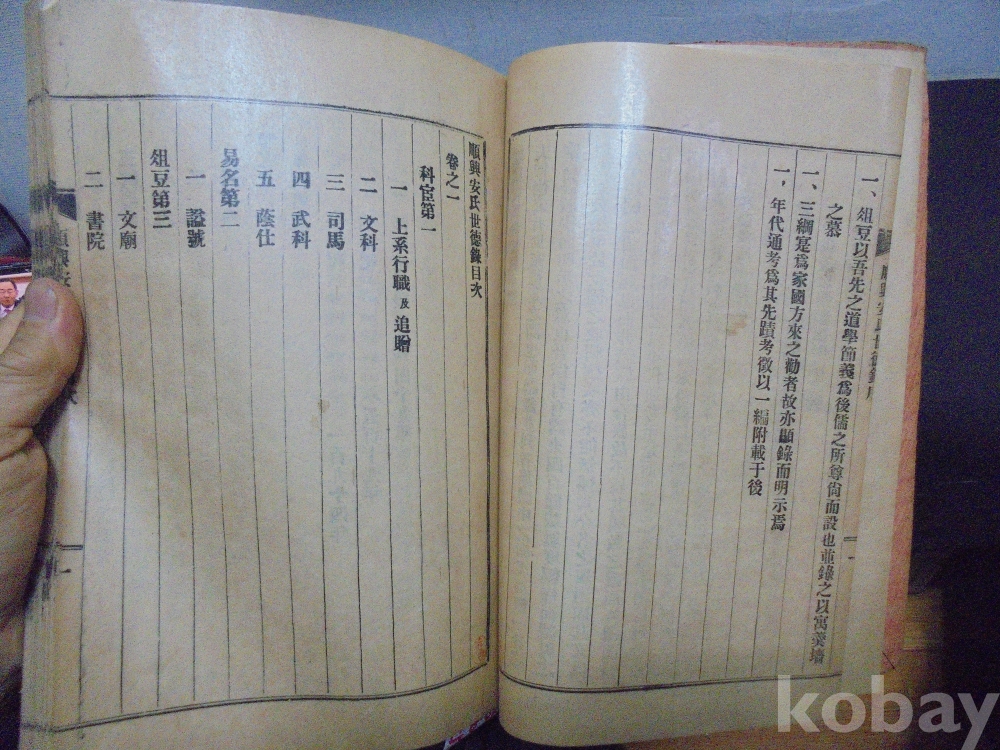 一、俎豆以吾先之道學節義爲後儒之所尊尙而設也並錄之以寓羹墻
之慕
一、三綱寔爲家國方來之勸者故亦顯錄而明示焉
一、年代通考爲其先蹟考徵以一編附載于後
順興安氏世德錄目次
卷之一
科宦第一
一 上系行職及追贈
二 文科
三 司馬
四 武科
五 蔭仕
易名第二
一 謚號
俎豆第三
一 文廟
二 書院
kobay